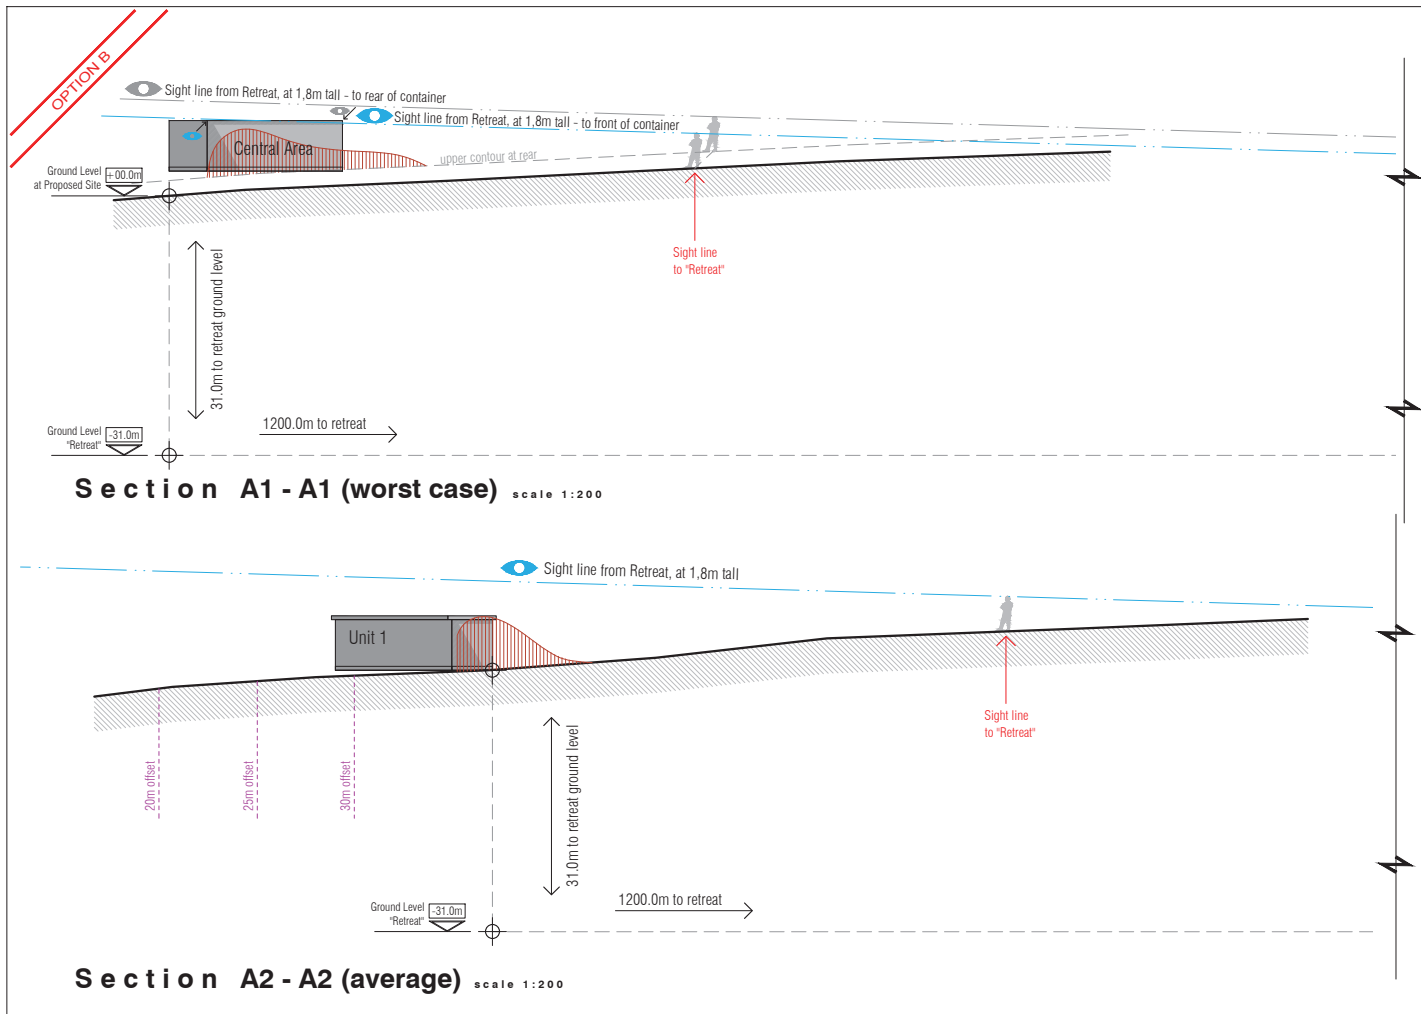 OPTION B
Sight line from Retreat, at 1,8m tall - to rear of container
Sight line from Retreat, at 1,8m tall - to front of container
Central Area
upper contour at rear
Ground Level
at Proposed Site
+00.0m
Sight line
to "Retreat"
31.0m to retreat ground level
1200.0m to retreat
Ground Level
"Retreat"
-31.0m
Section A1 - A1 (worst case) scale 1:200
Sight line from Retreat, at 1,8m tall
Unit 1
Sight line
to "Retreat"
20m offset
25m offset
30m offset
31.0m to retreat ground level
1200.0m to retreat
Ground Level
"Retreat"
-31.0m
Section A2 - A2 (average) scale 1:200